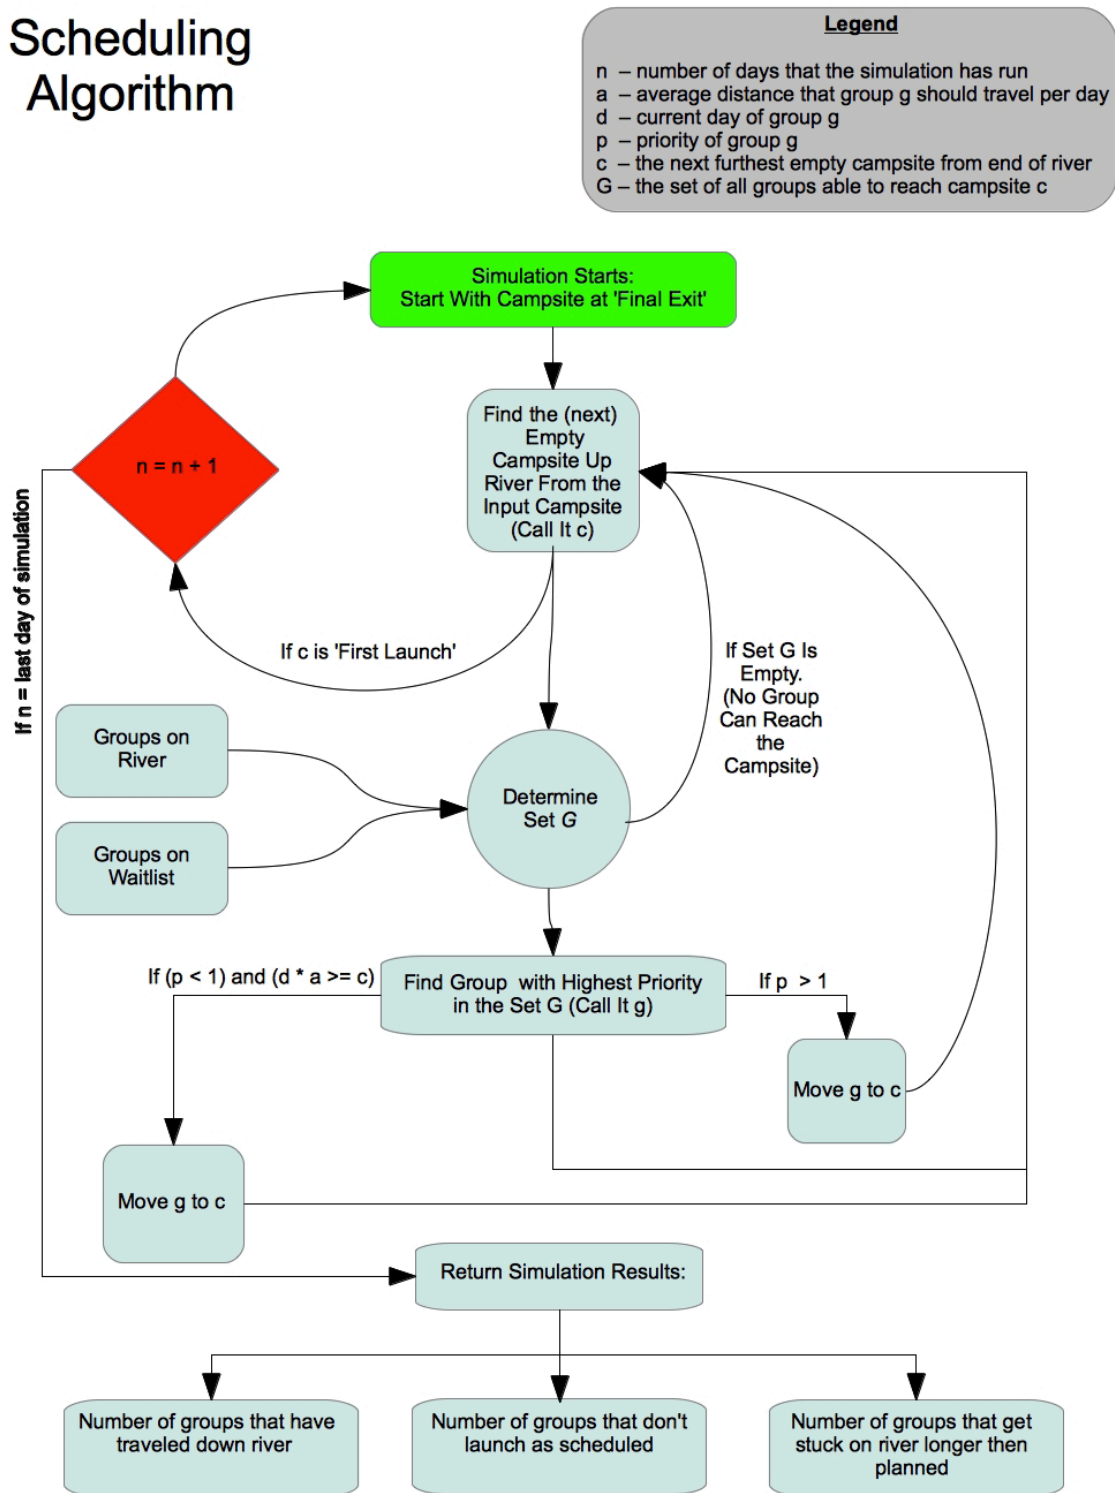 Scheduling
Algorithm
Legend
n – number of days that the simulation has run
a – average distance that group g should travel per day
d – current day of group g
p – priority of group g
c – the next furthest empty campsite from end of river
G – the set of all groups able to reach campsite c
Simulation Starts:
Start With Campsite at 'Final Exit'
Find the (next)
Empty
Campsite Up
River From the
Input Campsite
(Call It c)
n = n + 1
If n = last day of simulation
If c is 'First Launch'
If Set G Is
Empty.
(No Group
Can Reach
the
Campsite)
Groups on
River
Groups on
Waitlist
Determine
Set G
If (p < 1) and (d * a >= c)
Find Group with Highest Priority
in the Set G (Call It g)
If p > 1
Move g to c
Move g to c
Return Simulation Results:
Number of groups that have
traveled down river
Number of groups that don't
launch as scheduled
Number of groups that get
stuck on river longer then
planned